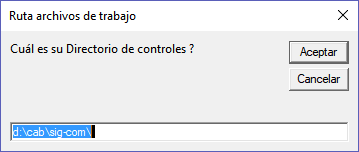 Ruta archivos de trabajo
Cuál es su Directorio de controles ?
Aceptar
Cancelar
d:\cab\sig-com\